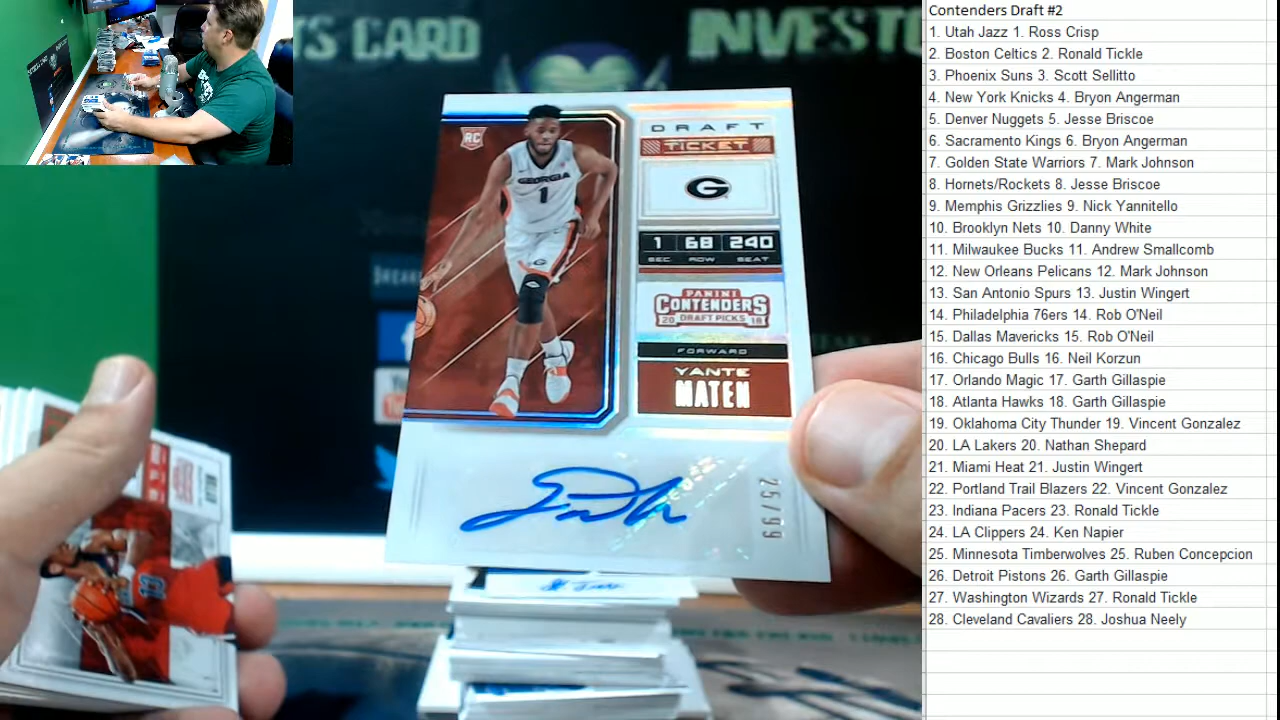 TS CARD INVESTO
RC
GEORGIA
1
DRAFT
TICKET
G
1 68 240
SEC ROW SEAT
PANINI
CONTENDERS
20 DRAFT PICKS 18
FORWARD
YANTE
MATEN
25/99
Contenders Draft #2
1. Utah Jazz 1. Ross Crisp
2. Boston Celtics 2. Ronald Tickle
3. Phoenix Suns 3. Scott Sellitto
4. New York Knicks 4. Bryon Angerman
5. Denver Nuggets 5. Jesse Briscoe
6. Sacramento Kings 6. Bryon Angerman
7. Golden State Warriors 7. Mark Johnson
8. Hornets/Rockets 8. Jesse Briscoe
9. Memphis Grizzlies 9. Nick Yannitello
10. Brooklyn Nets 10. Danny White
11. Milwaukee Bucks 11. Andrew Smallcomb
12. New Orleans Pelicans 12. Mark Johnson
13. San Antonio Spurs 13. Justin Wingert
14. Philadelphia 76ers 14. Rob O'Neil
15. Dallas Mavericks 15. Rob O'Neil
16. Chicago Bulls 16. Neil Korzun
17. Orlando Magic 17. Garth Gillaspie
18. Atlanta Hawks 18. Garth Gillaspie
19. Oklahoma City Thunder 19. Vincent Gonzalez
20. LA Lakers 20. Nathan Shepard
21. Miami Heat 21. Justin Wingert
22. Portland Trail Blazers 22. Vincent Gonzalez
23. Indiana Pacers 23. Ronald Tickle
24. LA Clippers 24. Ken Napier
25. Minnesota Timberwolves 25. Ruben Concepcion
26. Detroit Pistons 26. Garth Gillaspie
27. Washington Wizards 27. Ronald Tickle
28. Cleveland Cavaliers 28. Joshua Neely